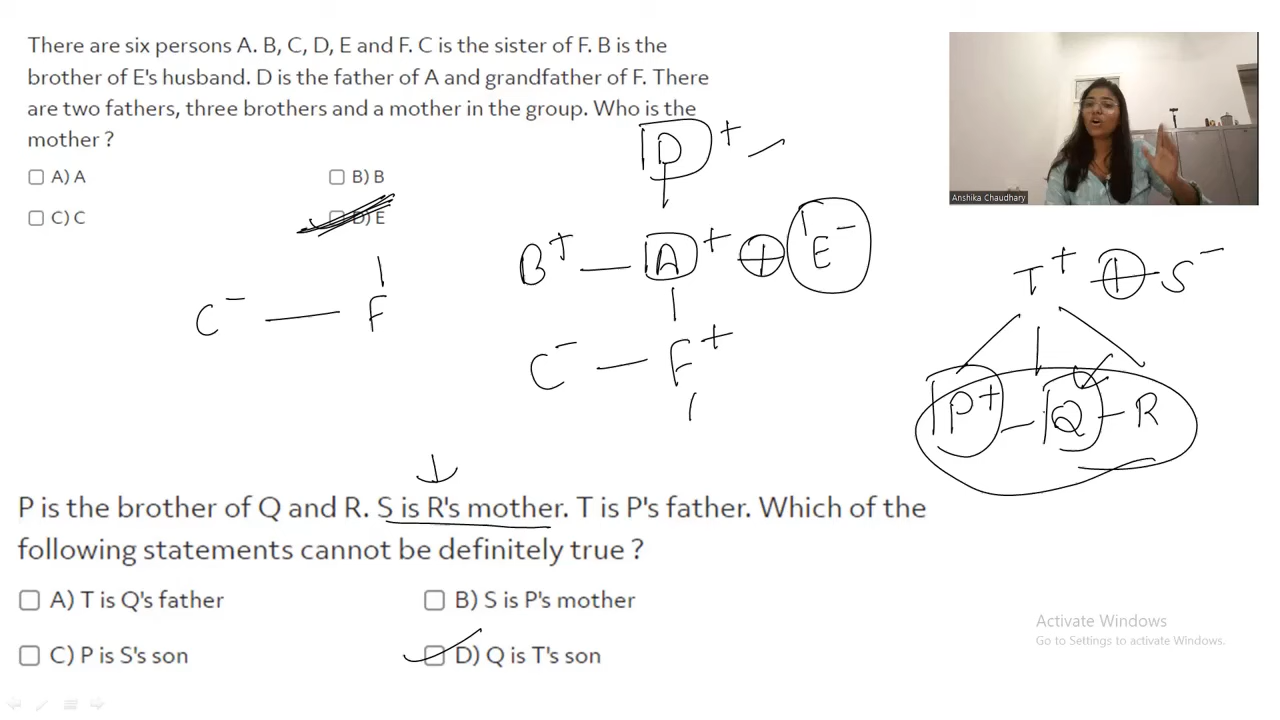 There are six persons A. B, C, D, E and F. C is the sister of F. B is the
brother of E's husband. D is the father of A and grandfather of F. There
are two fathers, three brothers and a mother in the group. Who is the
mother ?
A) A
B) B
C) C
D) E
D +
B + — A + + E −
C − — F
C − — F +
Anshika Chaudhary
T + + S −
P + — Q — R
P is the brother of Q and R. S is R's mother. T is P's father. Which of the
following statements cannot be definitely true ?
A) T is Q's father
B) S is P's mother
C) P is S's son
D) Q is T's son
Activate Windows
Go to Settings to activate Windows.